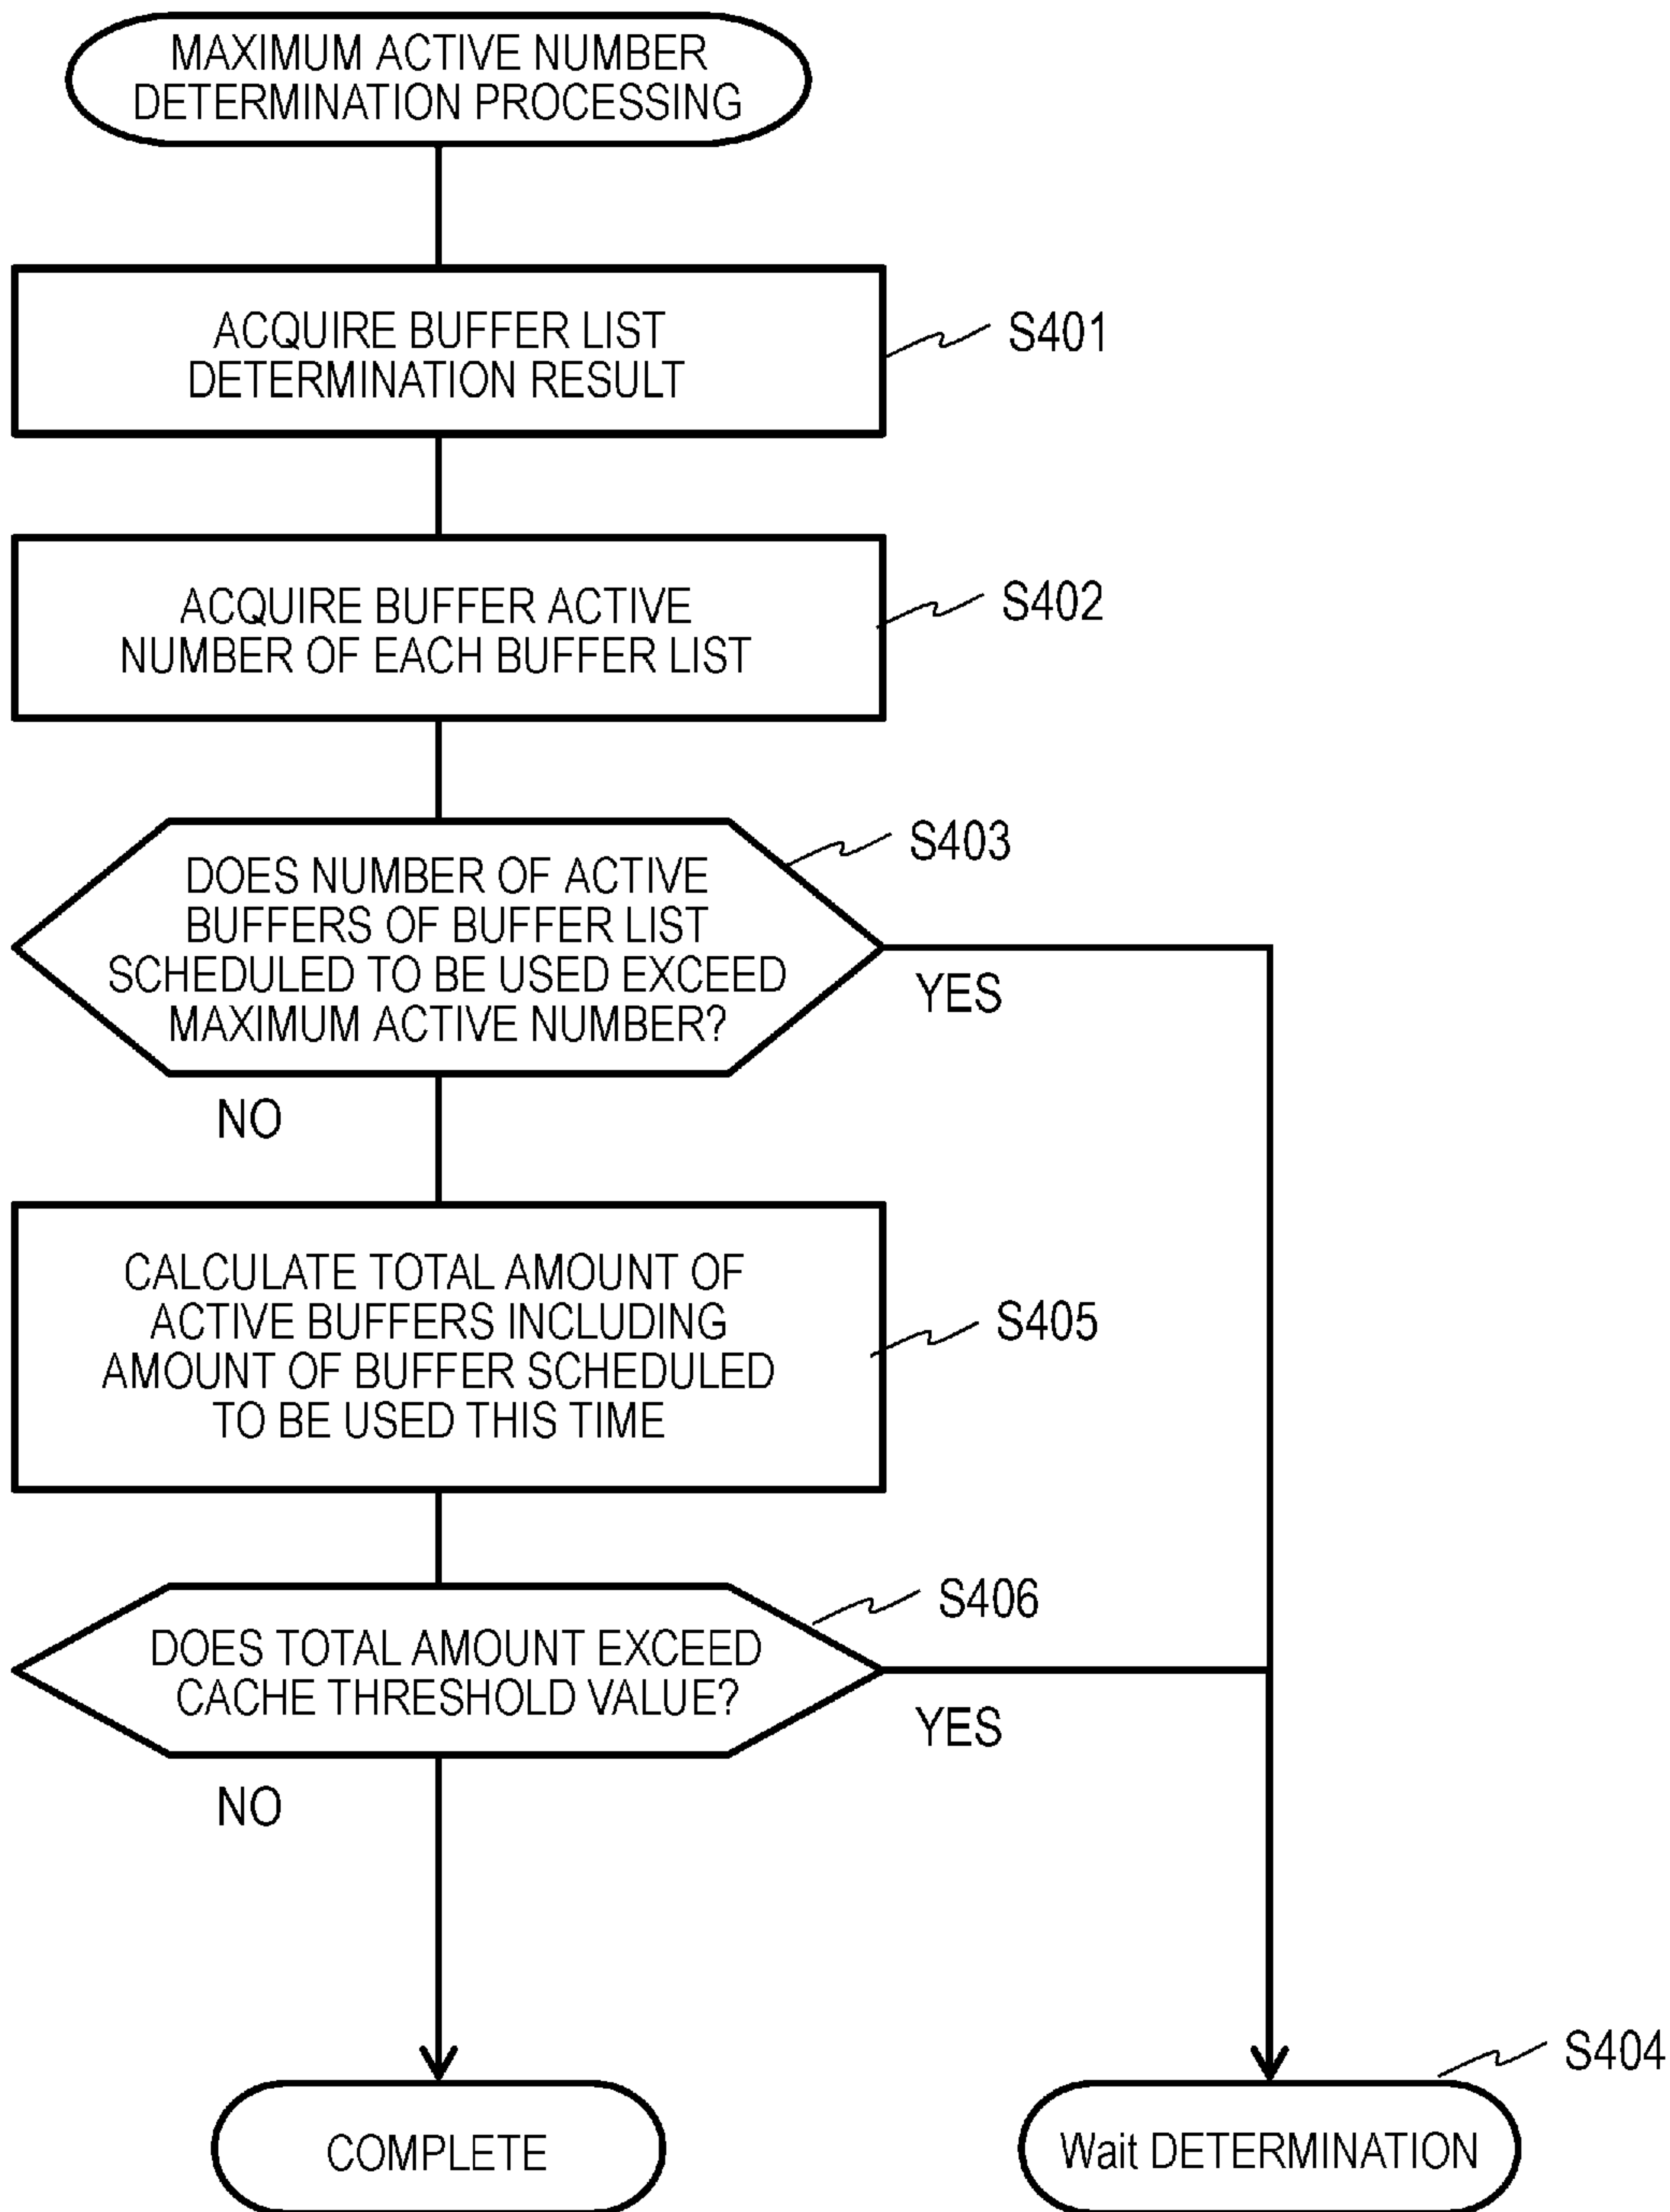 MAXIMUM ACTIVE NUMBER
DETERMINATION PROCESSING
ACQUIRE BUFFER LIST
DETERMINATION RESULT
S401
ACQUIRE BUFFER ACTIVE
NUMBER OF EACH BUFFER LIST
S402
DOES NUMBER OF ACTIVE
BUFFERS OF BUFFER LIST
SCHEDULED TO BE USED EXCEED
MAXIMUM ACTIVE NUMBER?
S403
YES
NO
CALCULATE TOTAL AMOUNT OF
ACTIVE BUFFERS INCLUDING
AMOUNT OF BUFFER SCHEDULED
TO BE USED THIS TIME
S405
DOES TOTAL AMOUNT EXCEED
CACHE THRESHOLD VALUE?
S406
YES
NO
COMPLETE
Wait DETERMINATION
S404